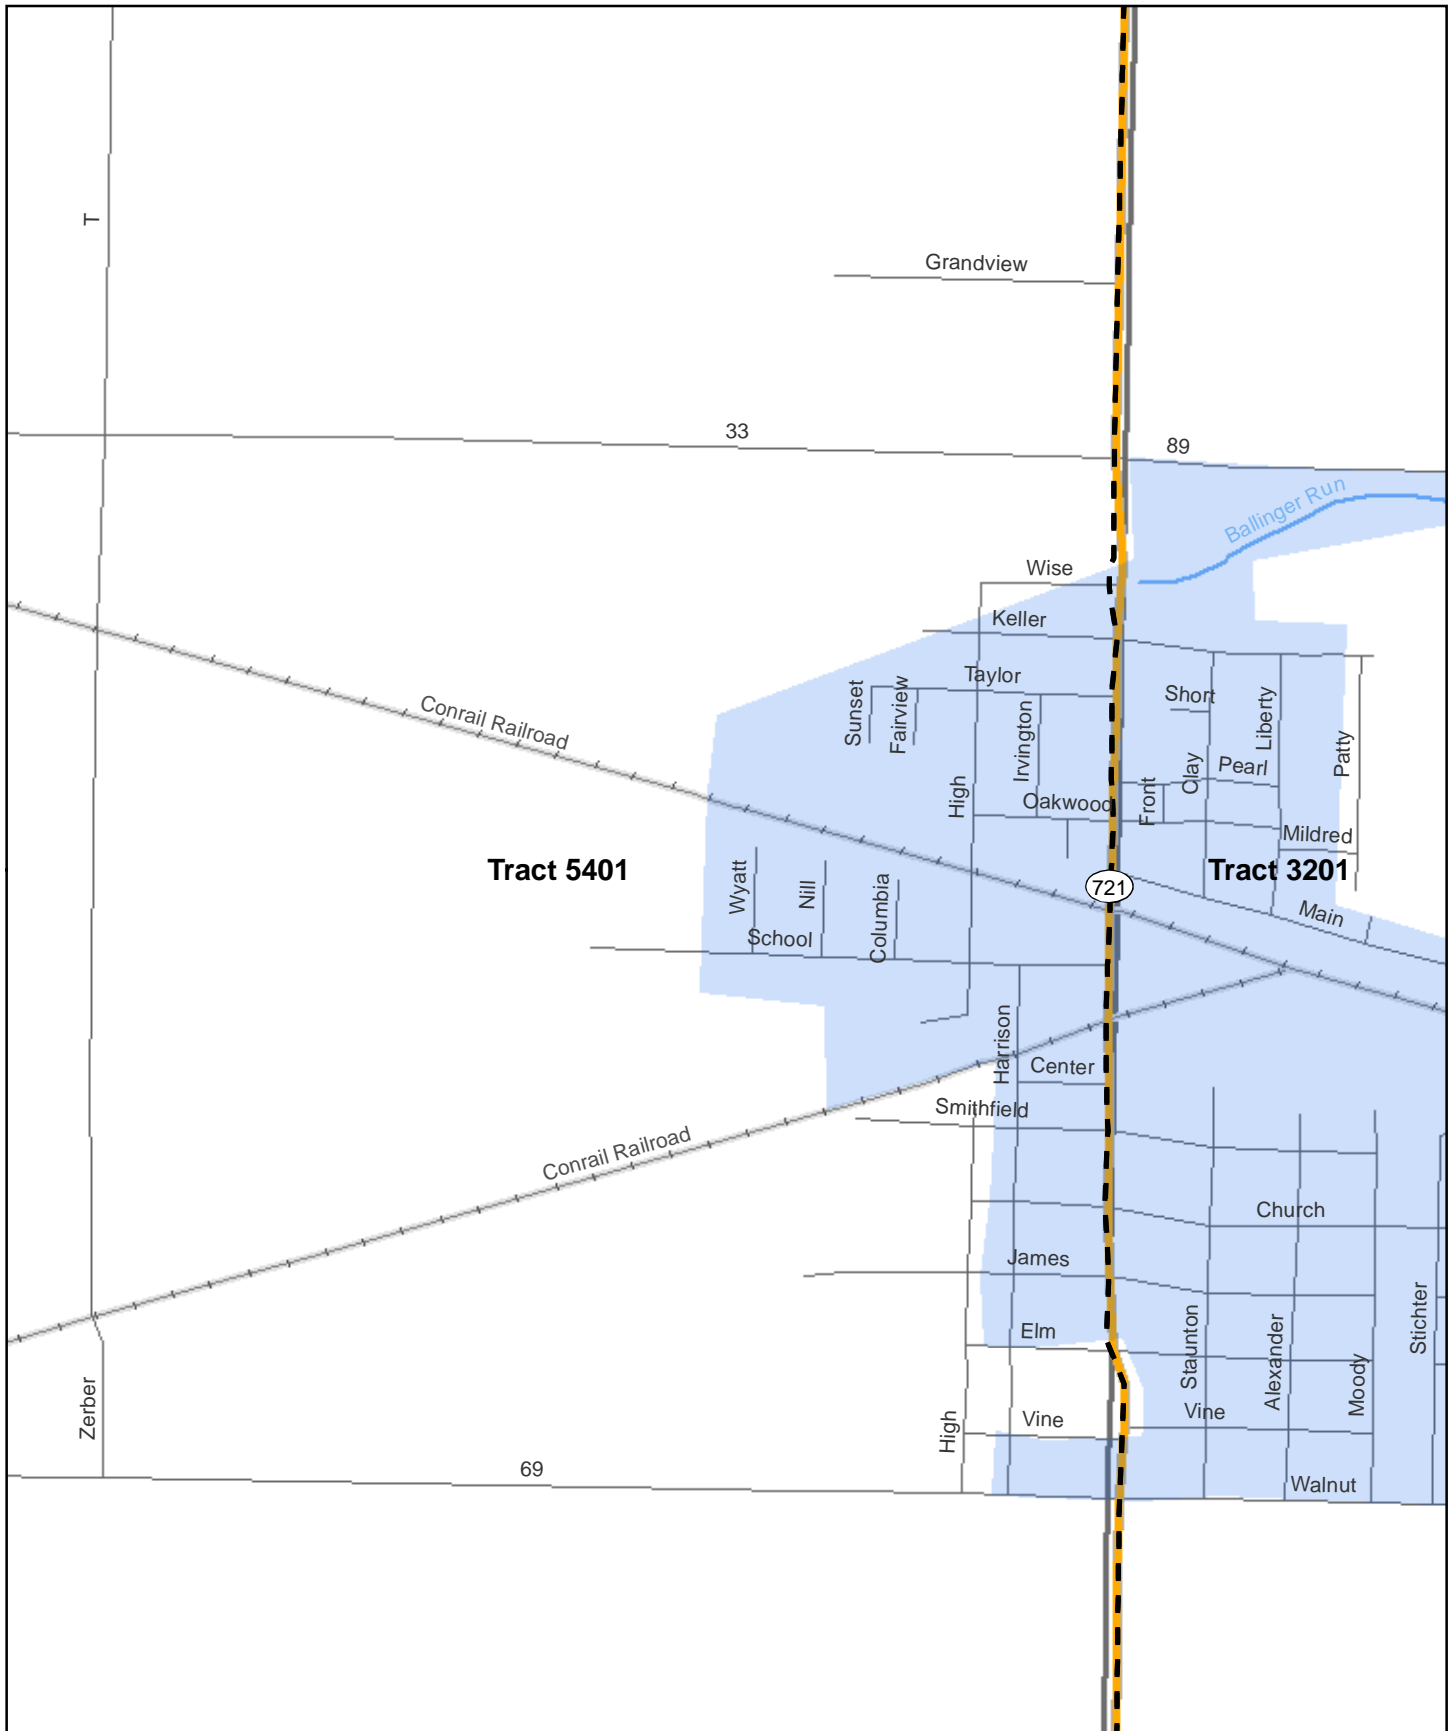 T
Grandview
33
89
Ballinger Run
Wise
Keller
Taylor
Sunset
Fairview
Irvington
Short
Liberty
Patty
Conrail Railroad
High
Oakwood
Front
Clay
Pearl
Mildred
Tract 5401
Tract 3201
721
Wyatt
Nill
Columbia
School
Main
Harrison
Center
Smithfield
Conrail Railroad
Church
James
Elm
Staunton
Alexander
Moody
Stichter
Zerber
High
Vine
Vine
69
Walnut